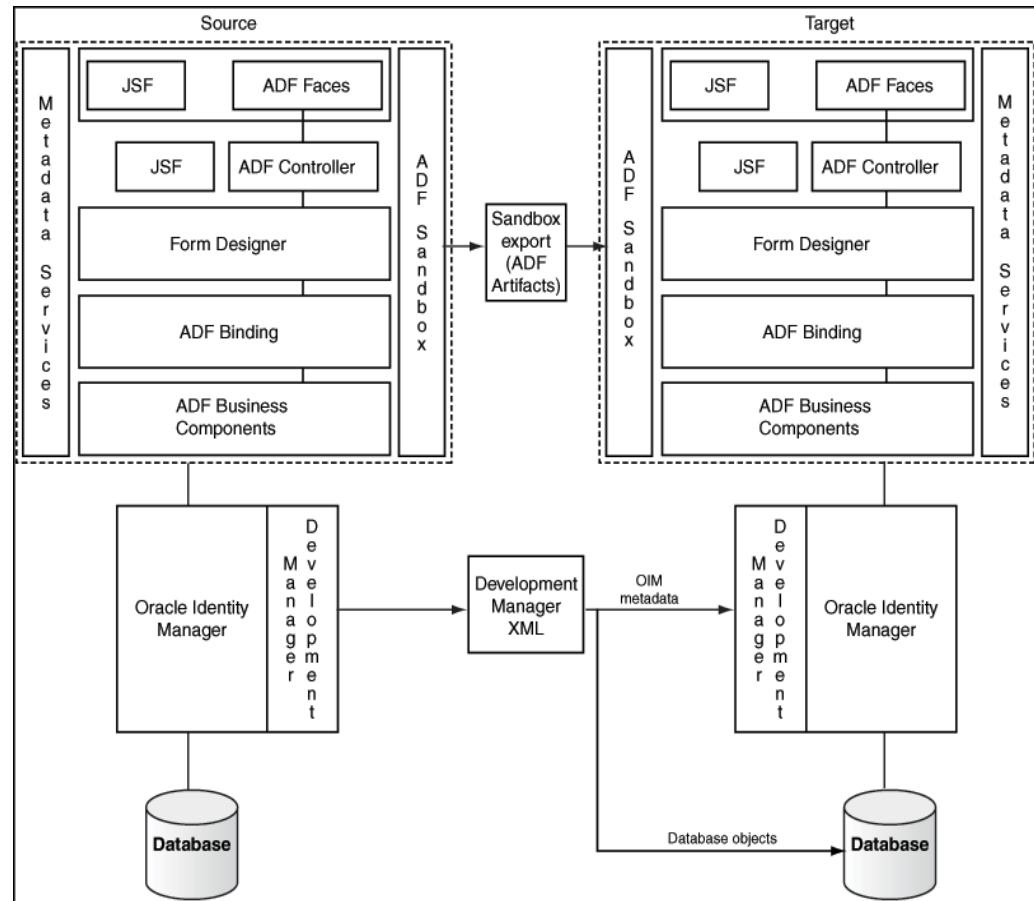 Source
Target
Metadata Services
JSF
ADF Faces
JSF
ADF Controller
Form Designer
ADF Binding
ADF Business
Components
ADF Sandbox
Sandbox
export
(ADF
Artifacts)
ADF Sandbox
JSF
ADF Faces
JSF
ADF Controller
Form Designer
ADF Binding
ADF Business
Components
Metadata Services
Oracle Identity
Manager
Development
Manager
Development
Manager
XML
OIM
metadata
Development
Manager
Oracle Identity
Manager
Database
Database objects
Database